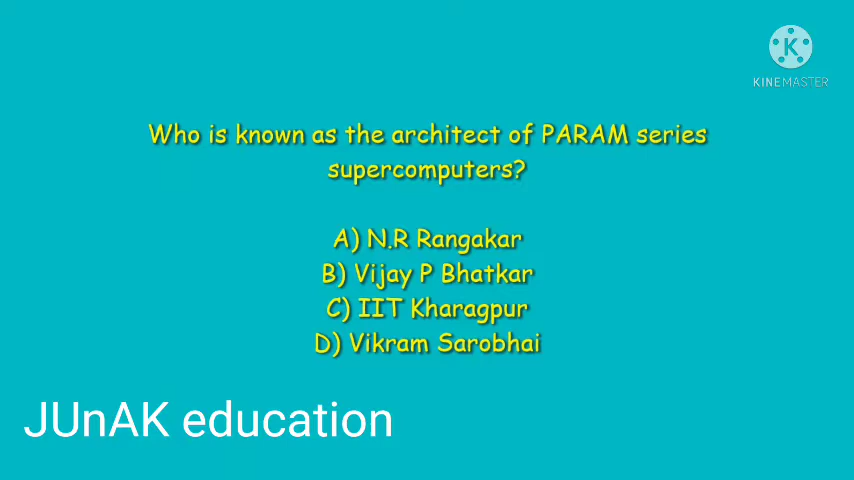 K
KINEMASTER
Who is known as the architect of PARAM series
supercomputers?
A) N.R Rangakar
B) Vijay P Bhatkar
C) IIT Kharagpur
D) Vikram Sarobhai
JUnAK education